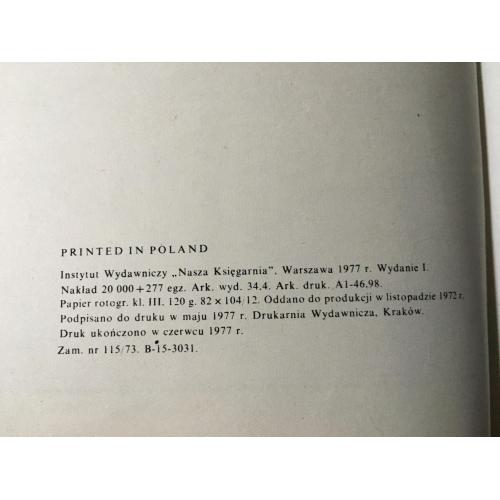 PRINTED IN POLAND
Instytut Wydawniczy „Nasza Księgarnia”. Warszawa 1977 r. Wydanie I.
Nakład 20 000+277 egz. Ark. wyd. 34,4. Ark. druk. A1-46,98.
Papier rotogr. kl. III. 120 g. 82 × 104/12. Oddano do produkcji w listopadzie 1972 r.
Podpisano do druku w maju 1977 r. Drukarnia Wydawnicza, Kraków.
Druk ukończono w czerwcu 1977 r.
Zam. nr 115/73. B-15-3031.